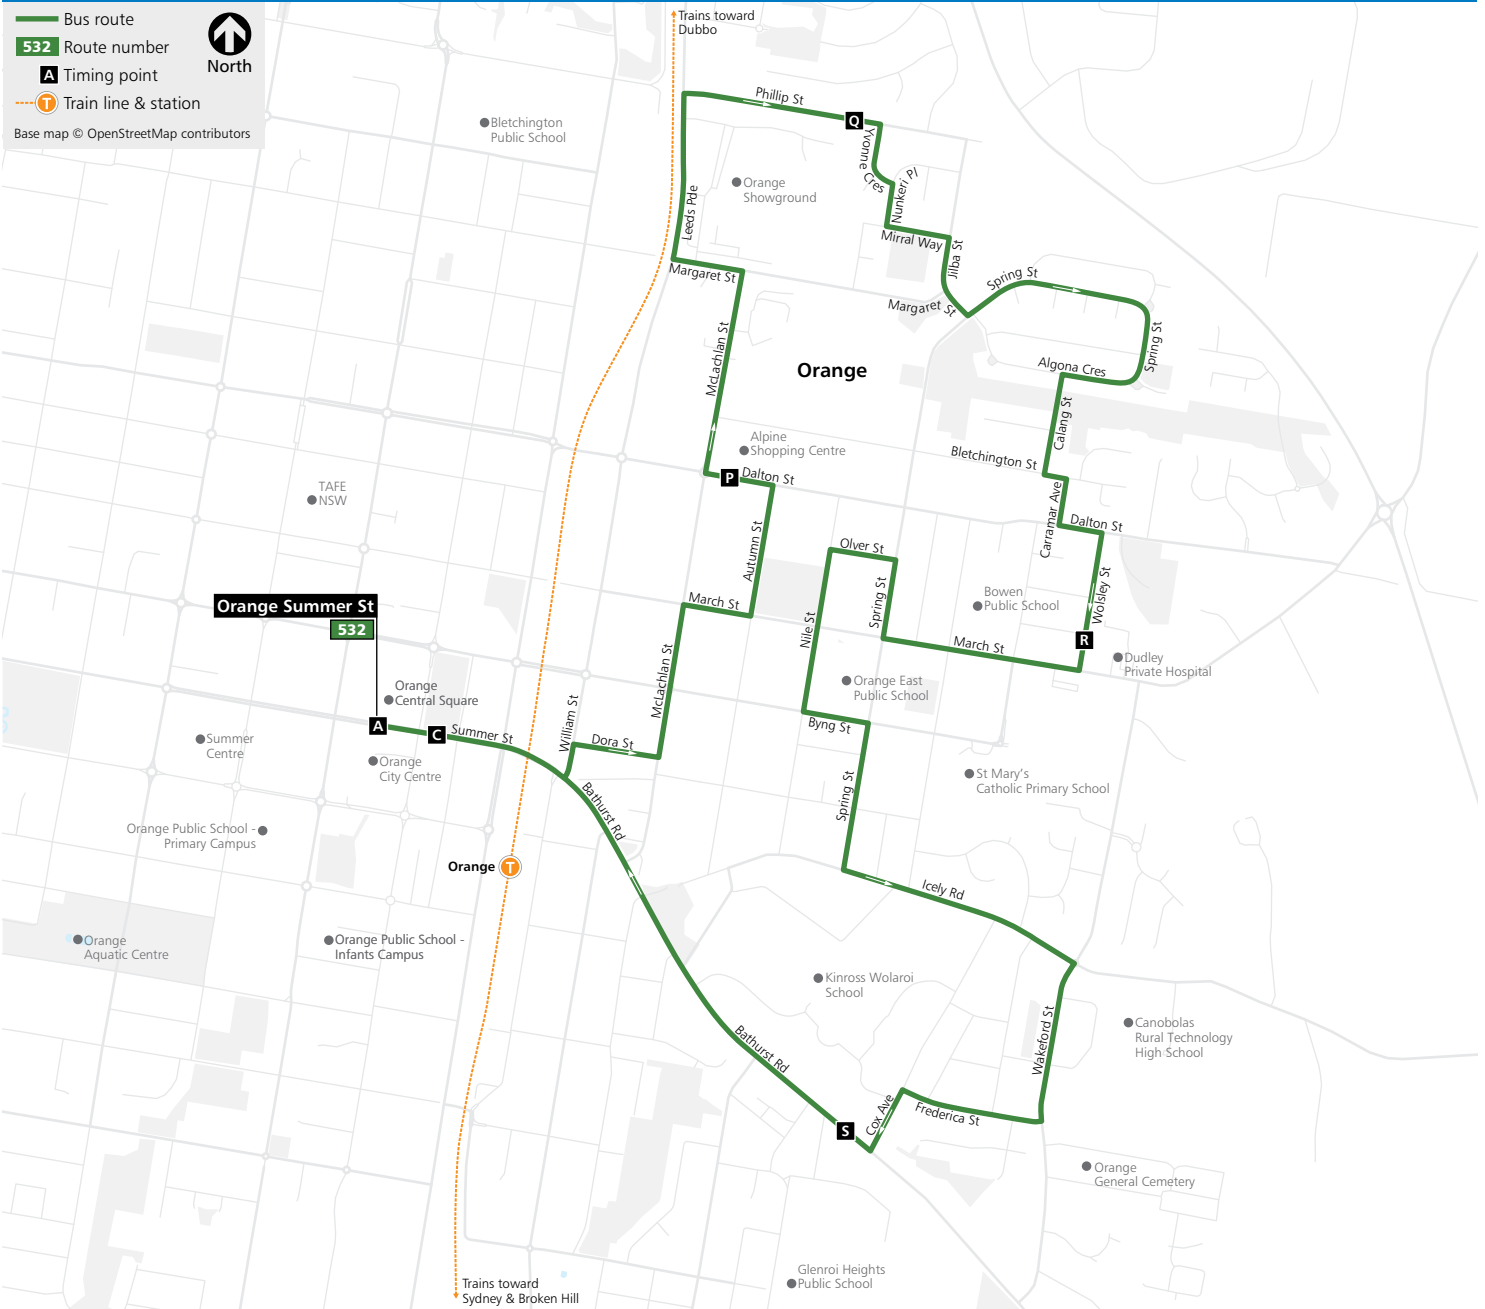 Bus route
532 Route number
A Timing point
T Train line & station
Base map © OpenStreetMap contributors
North
Trains toward
Dubbo
Bletchington
Public School
Phillip St
Q
Yvonne Cres
Nunkeri Pl
Orange
Showground
Leeds Pde
Mirral Way
Jilba St
Margaret St
Spring St
Margaret St
Spring St
McLachlan St
Orange
Algona Cres
Calang St
Alpine
Shopping Centre
Bletchington St
P
Dalton St
TAFE
NSW
Carramar Ave
Dalton St
Autumn St
Olver St
Wolsley St
Spring St
Bowen
Public School
Orange Summer St
532
March St
Nile St
March St
R
Dudley
Private Hospital
McLachlan St
Orange East
Public School
Orange
Central Square
William St
A
C
Summer St
Dora St
Byng St
Summer
Centre
Orange
City Centre
Bathurst Rd
Spring St
St Mary's
Catholic Primary School
Orange Public School -
Primary Campus
Orange
T
Icely Rd
Orange
Aquatic Centre
Orange Public School -
Infants Campus
Kinross Wolaroi
School
Bathurst Rd
Wakeford St
Canobolas
Rural Technology
High School
S
Cox Ave
Frederica St
Orange
General Cemetery
Glenroi Heights
Public School
Trains toward
Sydney & Broken Hill